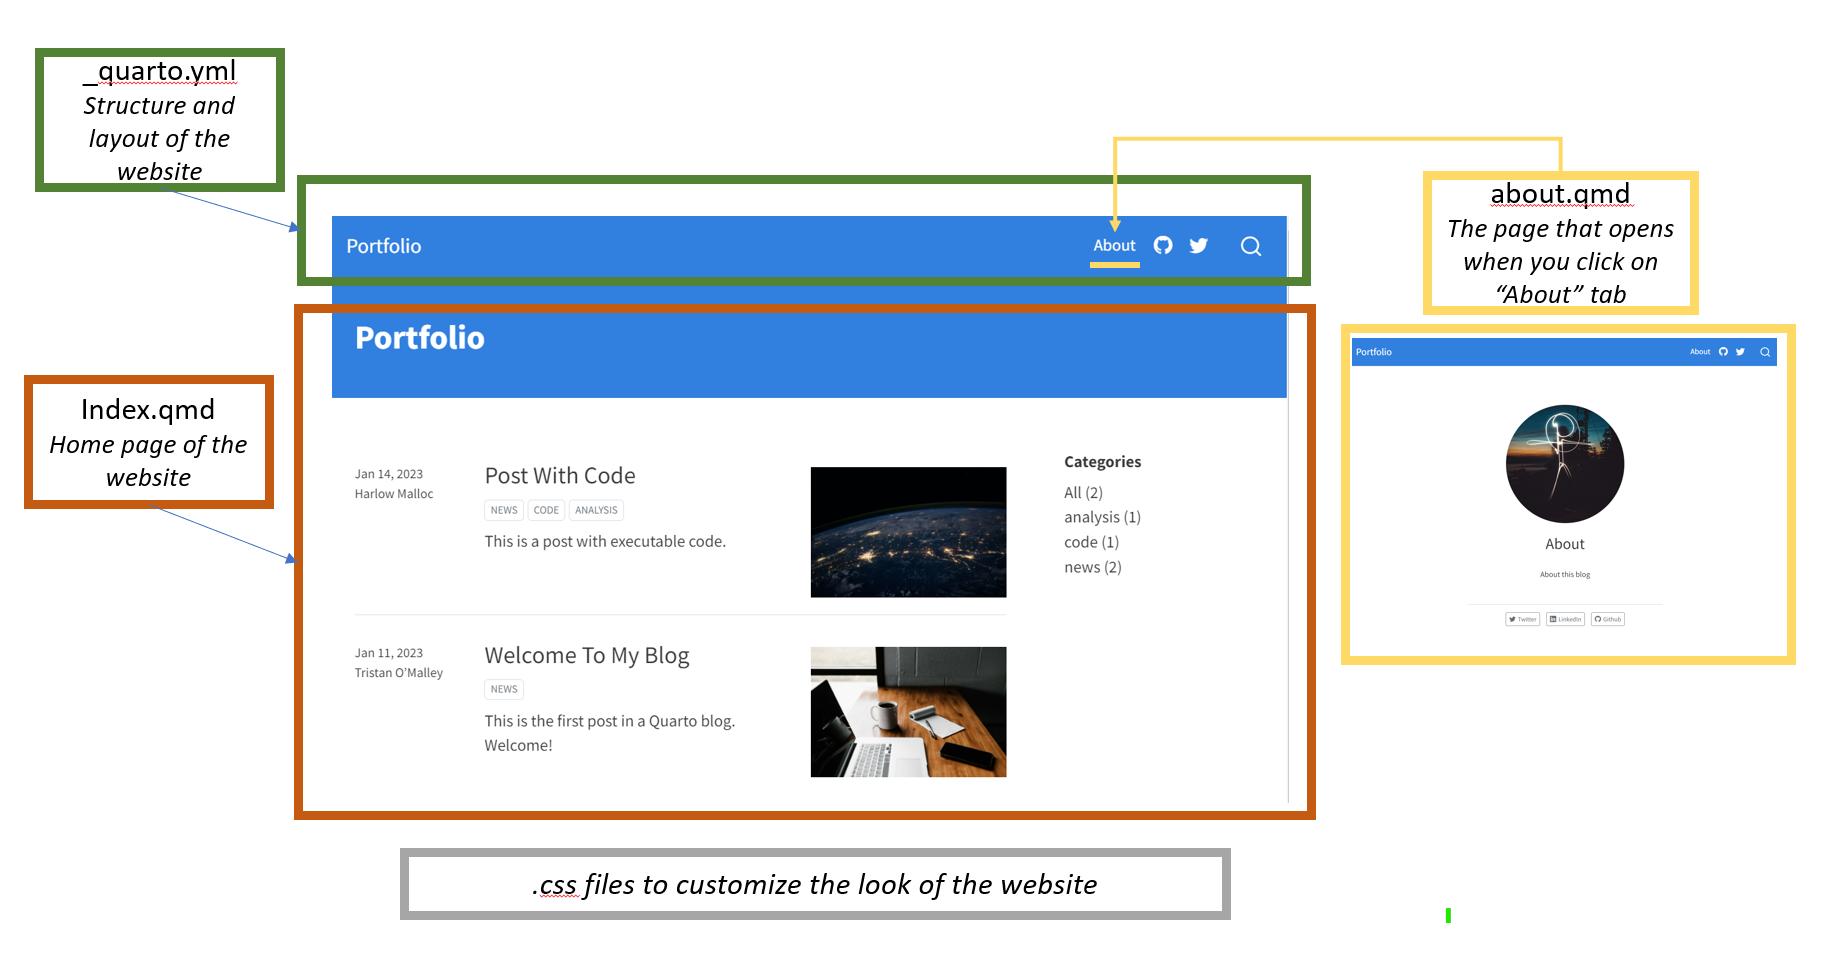 _quarto.yml
Structure and
layout of the
website
Portfolio
About
about.qmd
The page that opens
when you click on
“About” tab
Portfolio
Index.qmd
Home page of the
website
Jan 14, 2023
Harlow Malloc
Post With Code
NEWS CODE ANALYSIS
This is a post with executable code.
Categories
All (2)
analysis (1)
code (1)
news (2)
Jan 11, 2023
Tristan O’Malley
Welcome To My Blog
NEWS
This is the first post in a Quarto blog.
Welcome!
Portfolio
About
About
About this blog
Twitter LinkedIn Github
.css files to customize the look of the website